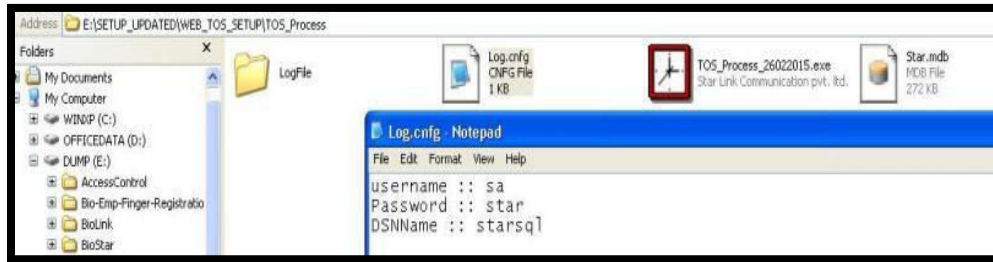 Address E:\SETUP_UPDATED\WEB_TOS_SETUP\TOS_Process
Folders X
My Documents
My Computer
WINXP (C:)
OFFICEDATA (D:)
DUMP (E:)
AccessControl
Bio-Emp-Finger-Registratio
BioLink
BioStar
LogFile
Log.cnfg
CNFG File
1 KB
TOS_Process_26022015.exe
Star Link Communication pvt. ltd.
Star.mdb
MDB File
272 KB
Log.cnfg - Notepad
File Edit Format View Help
username :: sa
Password :: star
DSNName :: starsql